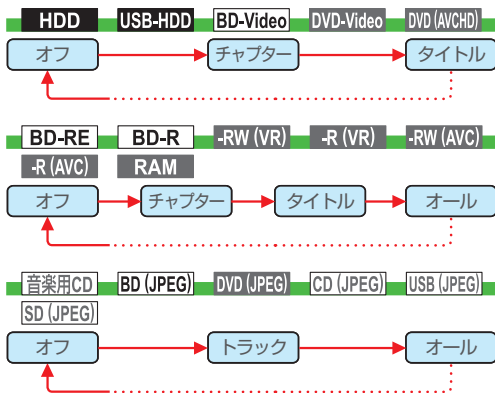 HDD USB-HDD BD-Video DVD-Video DVD (AVCHD)
オフ チャプター タイトル
BD-RE BD-R -RW (VR) -R (VR) -RW (AVC)
-R (AVC) RAM
オフ チャプター タイトル オール
音楽用CD BD (JPEG) DVD (JPEG) CD (JPEG) USB (JPEG)
SD (JPEG)
オフ トラック オール